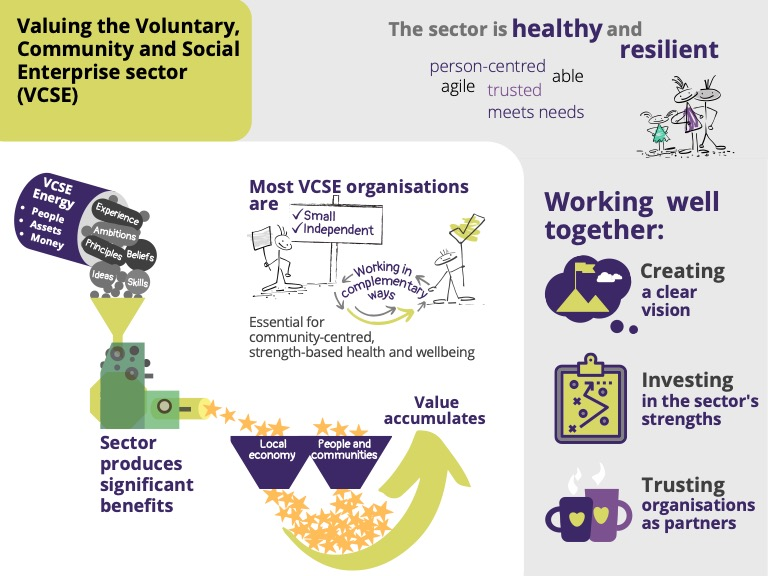 Valuing the Voluntary,
Community and Social
Enterprise sector
(VCSE)
The sector is healthy and
resilient
person-centred
able
agile
trusted
meets needs
VCSE
Energy
• People
• Assets
• Money
Experience
Ambitions
Principles
Beliefs
Ideas
Skills
Most VCSE organisations
are
✓Small
✓Independent
Working in
complementary
ways
Essential for
community-centred,
strength-based health and wellbeing
Sector
produces
significant
benefits
Local
economy
People and
communities
Value
accumulates
Working well
together:
Creating
a clear
vision
Investing
in the sector's
strengths
Trusting
organisations
as partners